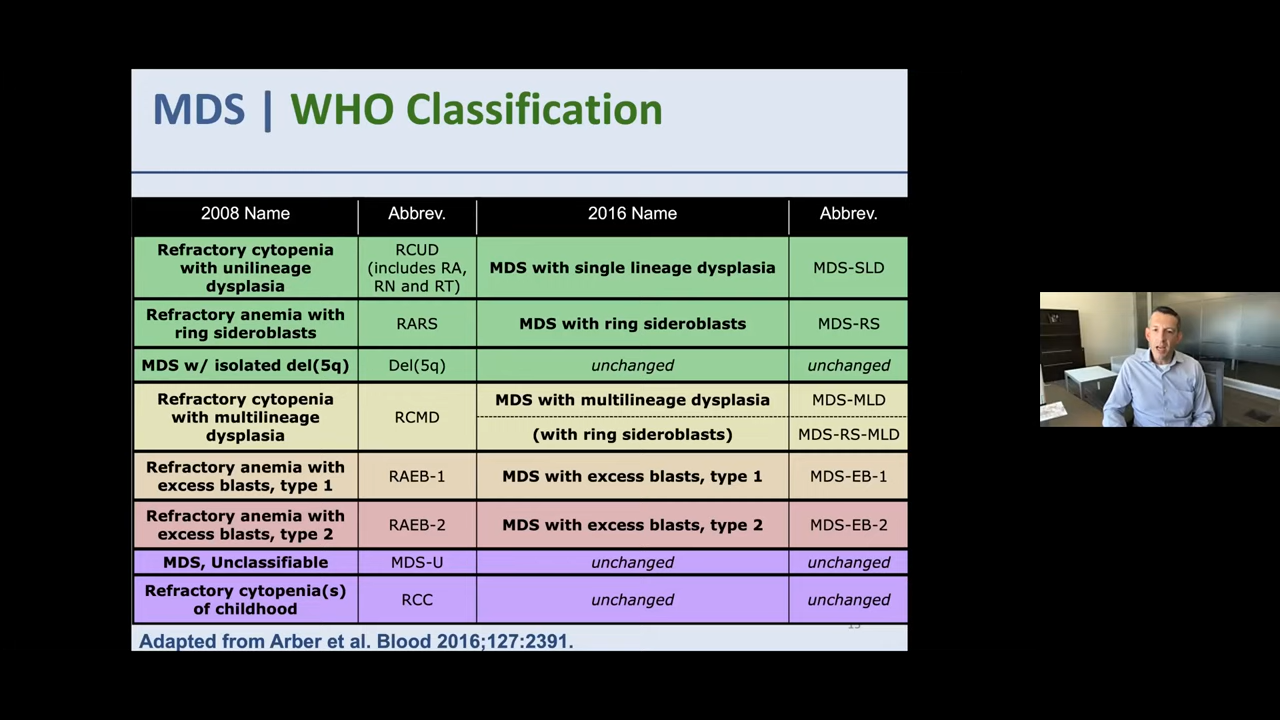 MDS | WHO Classification
2008 Name
Abbrev.
2016 Name
Abbrev.
Refractory cytopenia
with unilineage
dysplasia
RCUD
(includes RA,
RN and RT)
MDS with single lineage dysplasia
MDS-SLD
Refractory anemia with
ring sideroblasts
RARS
MDS with ring sideroblasts
MDS-RS
MDS w/ isolated del(5q)
Del(5q)
unchanged
unchanged
Refractory cytopenia
with multilineage
dysplasia
RCMD
MDS with multilineage dysplasia
MDS-MLD
(with ring sideroblasts)
MDS-RS-MLD
Refractory anemia with
excess blasts, type 1
RAEB-1
MDS with excess blasts, type 1
MDS-EB-1
Refractory anemia with
excess blasts, type 2
RAEB-2
MDS with excess blasts, type 2
MDS-EB-2
MDS, Unclassifiable
MDS-U
unchanged
unchanged
Refractory cytopenia(s)
of childhood
RCC
unchanged
unchanged
Adapted from Arber et al. Blood 2016;127:2391.